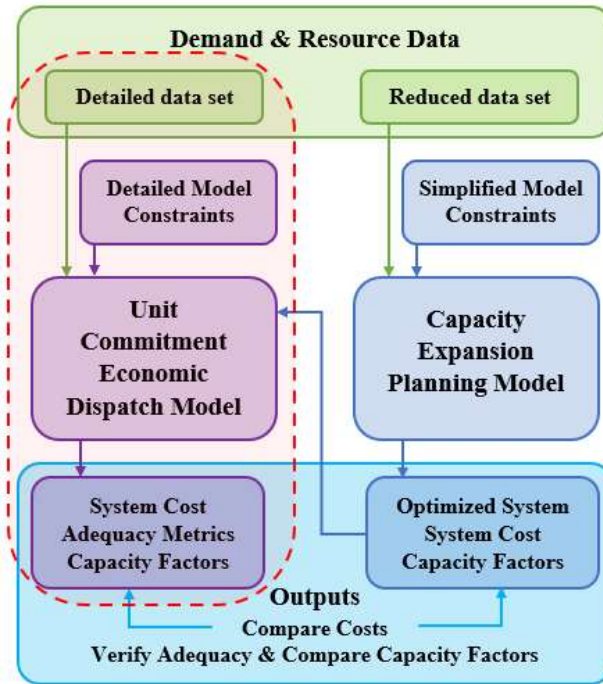 Demand & Resource Data
Detailed data set
Reduced data set
Detailed Model
Constraints
Simplified Model
Constraints
Unit
Commitment
Economic
Dispatch Model
Capacity
Expansion
Planning Model
System Cost
Adequacy Metrics
Capacity Factors
Optimized System
System Cost
Capacity Factors
Outputs
Compare Costs
Verify Adequacy & Compare Capacity Factors